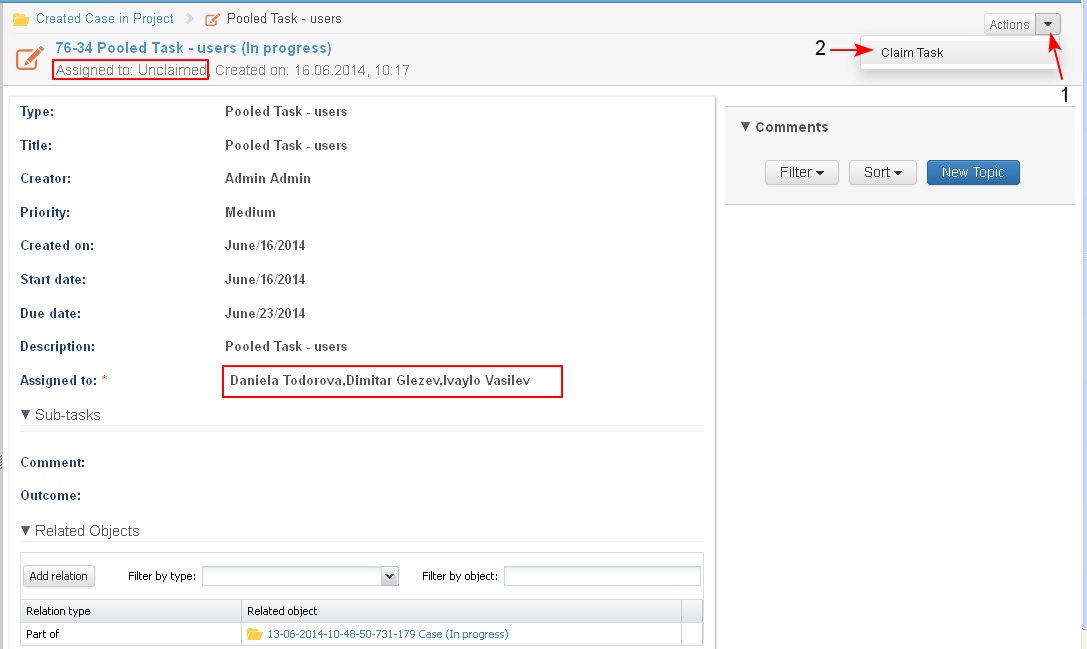 Created Case in Project Pooled Task - users
Actions
76-34 Pooled Task - users (In progress)
Assigned to: Unclaimed, Created on: 16.06.2014, 10:17
2 Claim Task
1
Type: Pooled Task - users
Title: Pooled Task - users
Creator: Admin Admin
Priority: Medium
Created on: June/16/2014
Start date: June/16/2014
Due date: June/23/2014
Description: Pooled Task - users
Assigned to: * Daniela Todorova,Dimitar Glezev,Ivaylo Vasilev
Sub-tasks
Comment:
Outcome:
Related Objects
Add relation Filter by type: Filter by object:
Relation type Related object
Part of 13-06-2014-10-48-50-731-179 Case (In progress)
Comments
Filter Sort New Topic